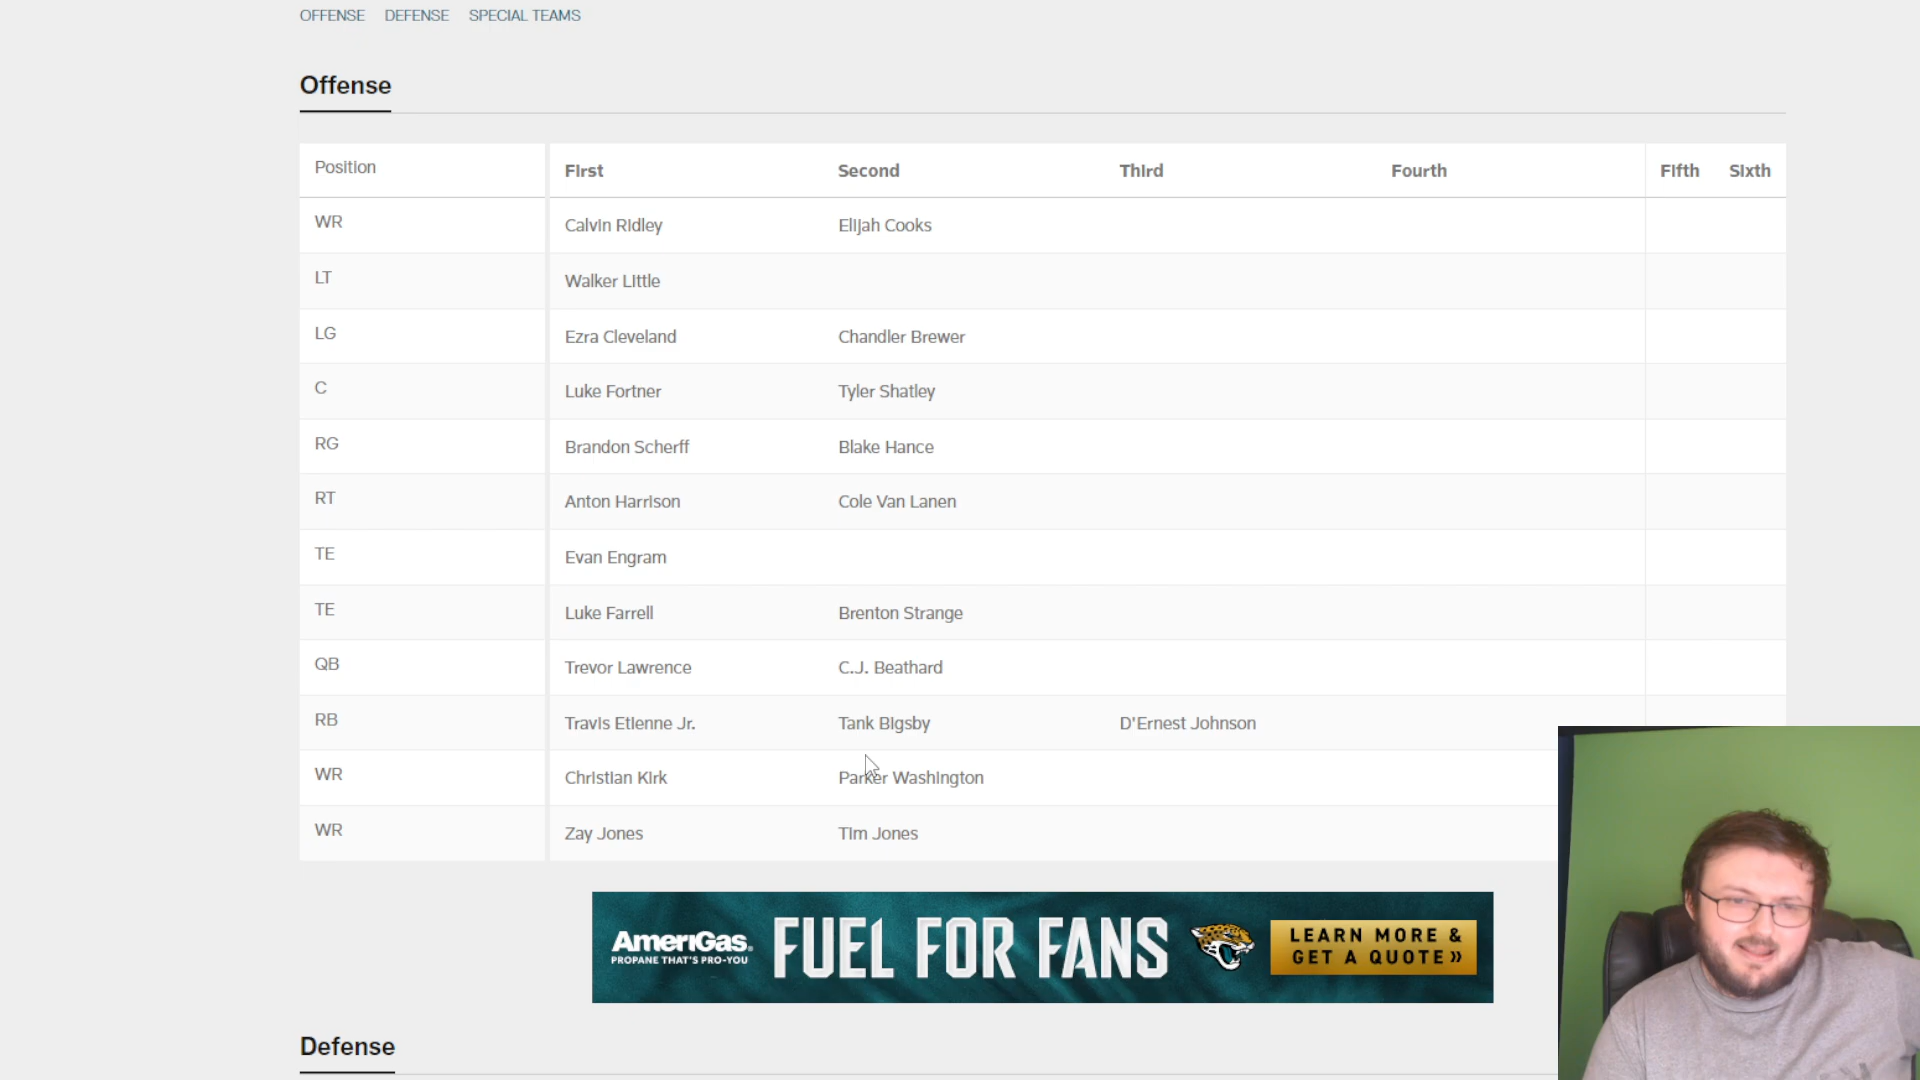 OFFENSE DEFENSE SPECIAL TEAMS
Offense
Position First Second Third Fourth Fifth Sixth
WR Calvin Ridley Elijah Cooks
LT Walker Little
LG Ezra Cleveland Chandler Brewer
C Luke Fortner Tyler Shatley
RG Brandon Scherff Blake Hance
RT Anton Harrison Cole Van Lanen
TE Evan Engram
TE Luke Farrell Brenton Strange
QB Trevor Lawrence C.J. Beathard
RB Travis Etienne Jr. Tank Bigsby D'Ernest Johnson
WR Christian Kirk Parker Washington
WR Zay Jones Tim Jones
AmeriGas. FUEL FOR FANS LEARN MORE &
PROPANE THAT'S PRO-YOU GET A QUOTE »
Defense